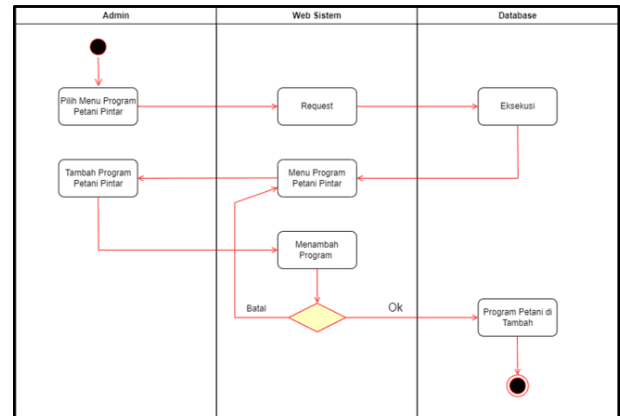 Admin
Web Sistem
Database
Pilih Menu Program
Petani Pintar
Request
Eksekusi
Tambah Program
Petani Pintar
Menu Program
Petani Pintar
Menambah
Program
Batal
Ok
Program Petani di
Tambah